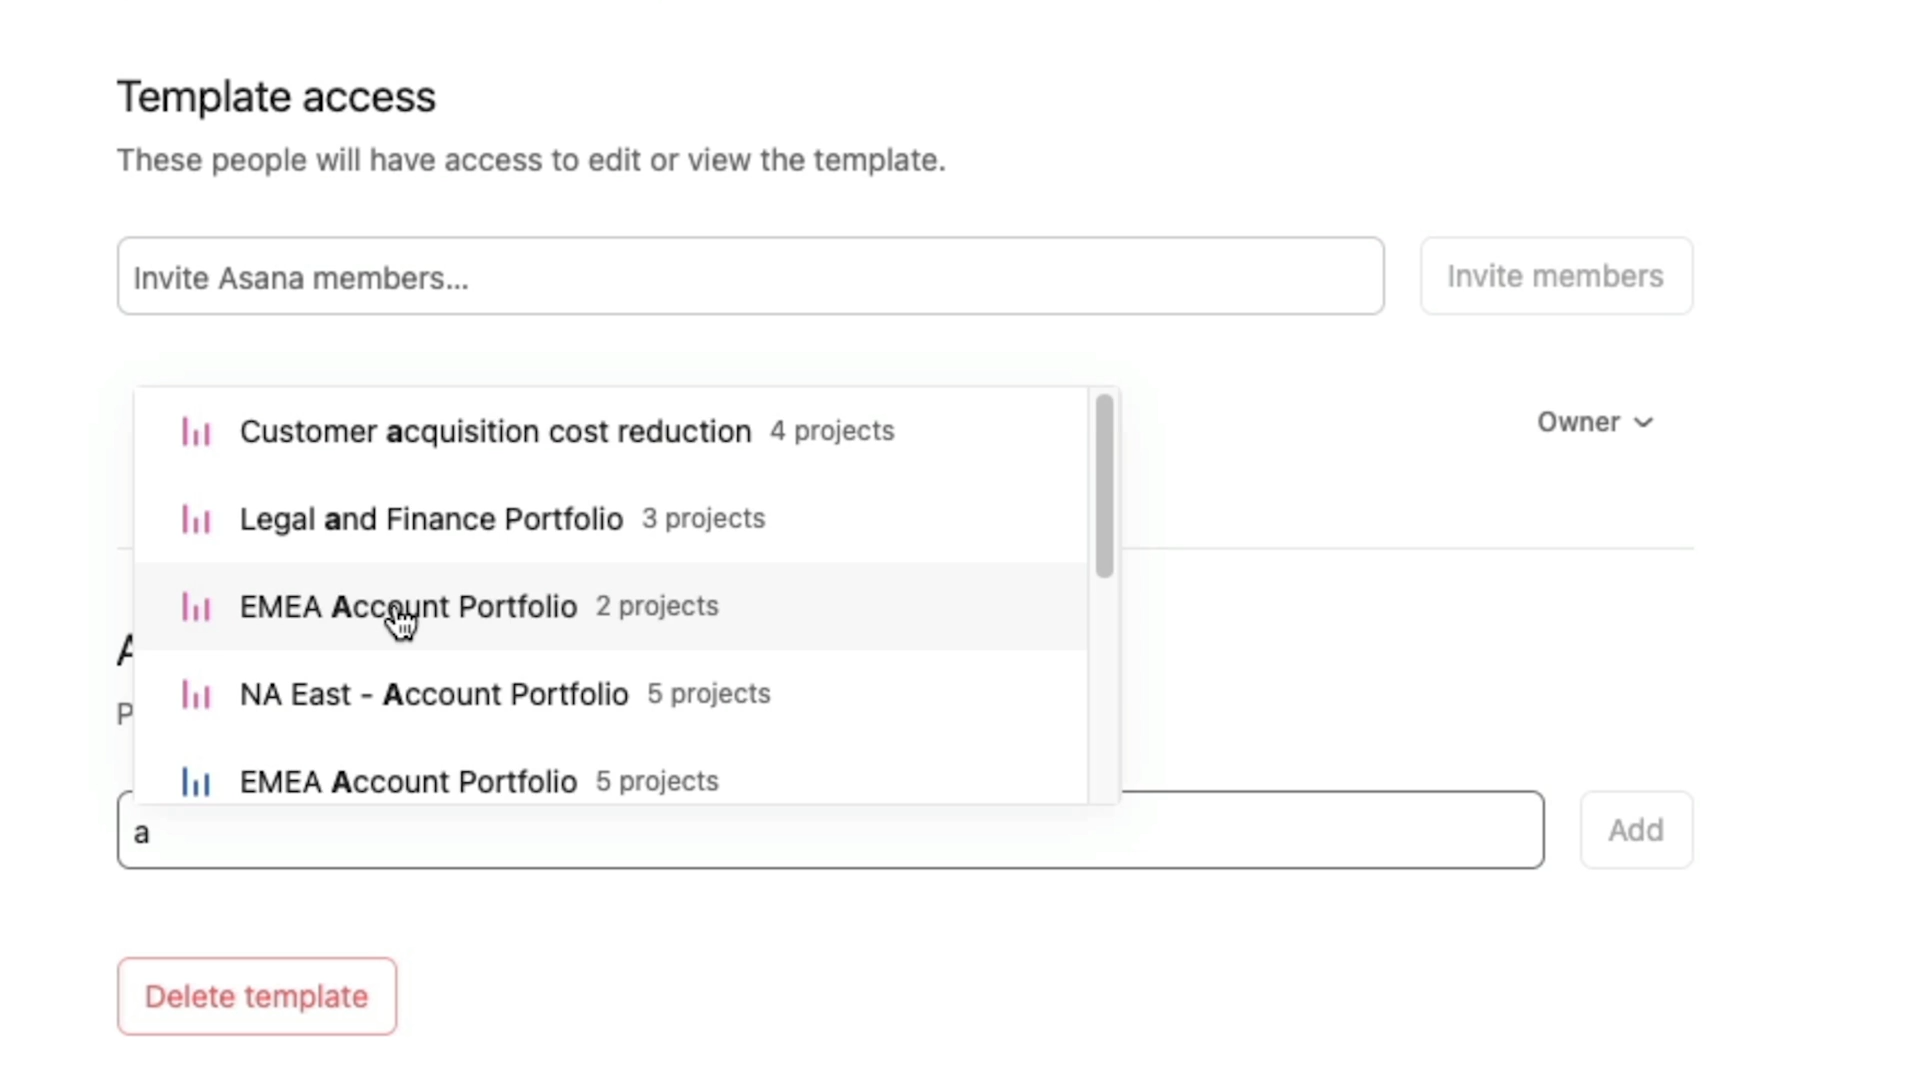 Template access
These people will have access to edit or view the template.
Invite Asana members...
Invite members
Customer acquisition cost reduction 4 projects
Owner
Legal and Finance Portfolio 3 projects
EMEA Account Portfolio 2 projects
NA East - Account Portfolio 5 projects
EMEA Account Portfolio 5 projects
a
Add
Delete template